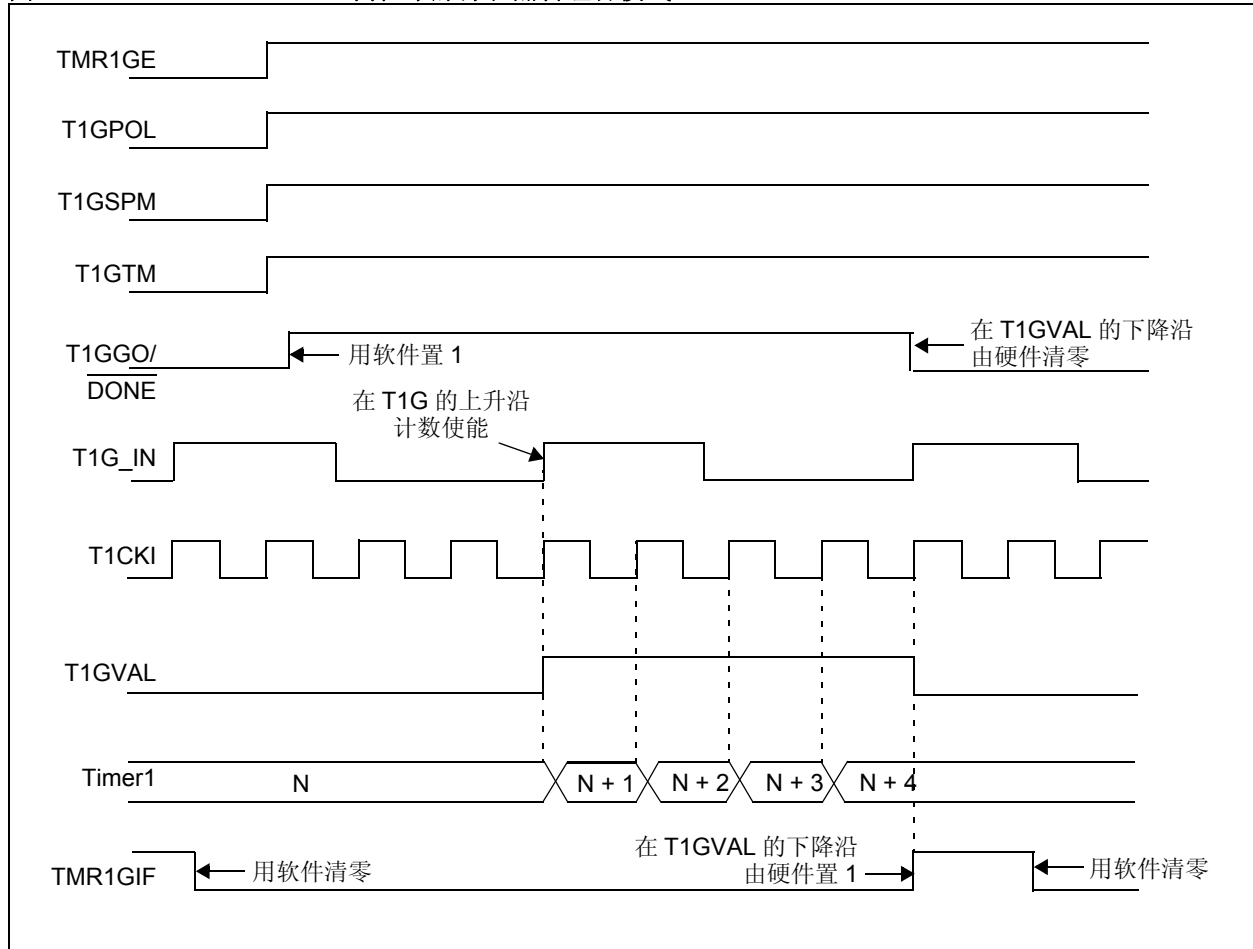 TMR1GE
T1GPOL
T1GSPM
T1GTM
T1GGO/
DONE
用软件置 1
在 T1GVAL 的下降沿
由硬件清零
在 T1G 的上升沿
计数使能
T1G_IN
T1CKI
T1GVAL
Timer1
N
N + 1
N + 2
N + 3
N + 4
TMR1GIF
用软件清零
在 T1GVAL 的下降沿
由硬件置 1
用软件清零